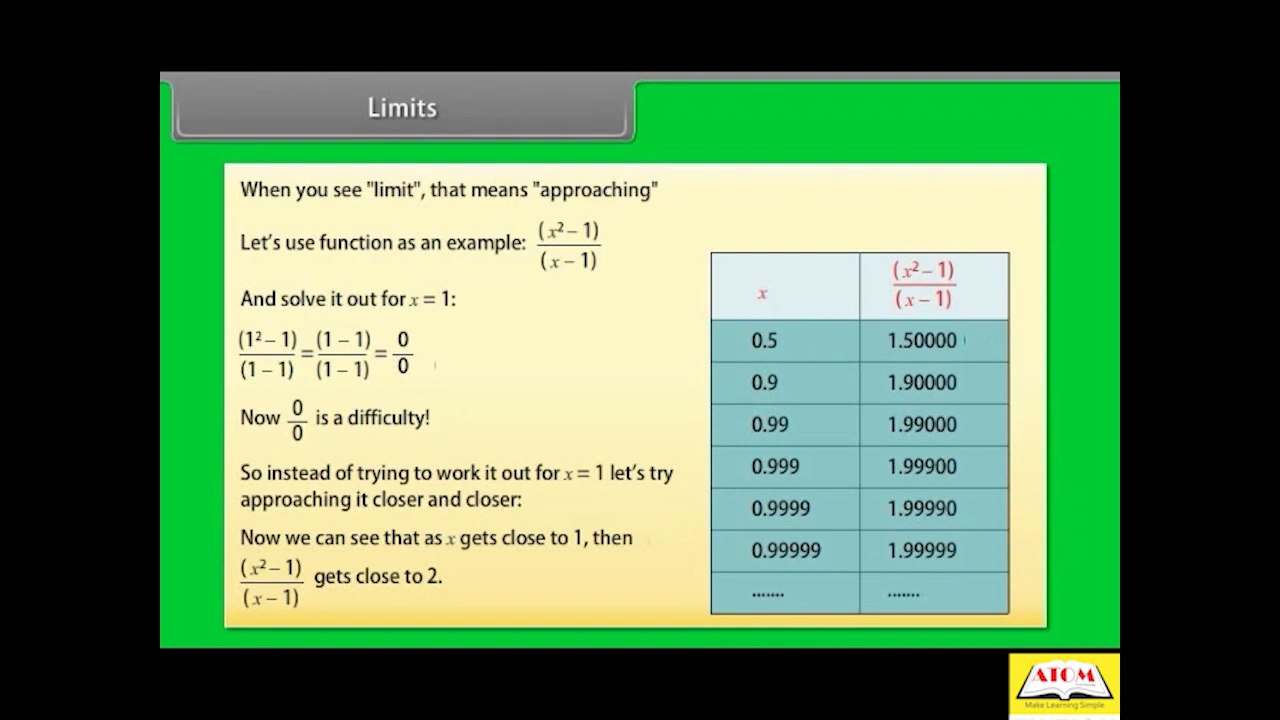 Limits
When you see "limit", that means "approaching"
Let's use function as an example: (x² – 1)/(x – 1)
And solve it out for x = 1:
(1² – 1)/(1 – 1) = (1 – 1)/(1 – 1) = 0/0
Now 0/0 is a difficulty!
So instead of trying to work it out for x = 1 let's try
approaching it closer and closer:
Now we can see that as x gets close to 1, then
(x² – 1)/(x – 1) gets close to 2.
x (x² – 1)/(x – 1)
0.5 1.50000
0.9 1.90000
0.99 1.99000
0.999 1.99900
0.9999 1.99990
0.99999 1.99999
....... .......
ATOM
Make Learning Simple